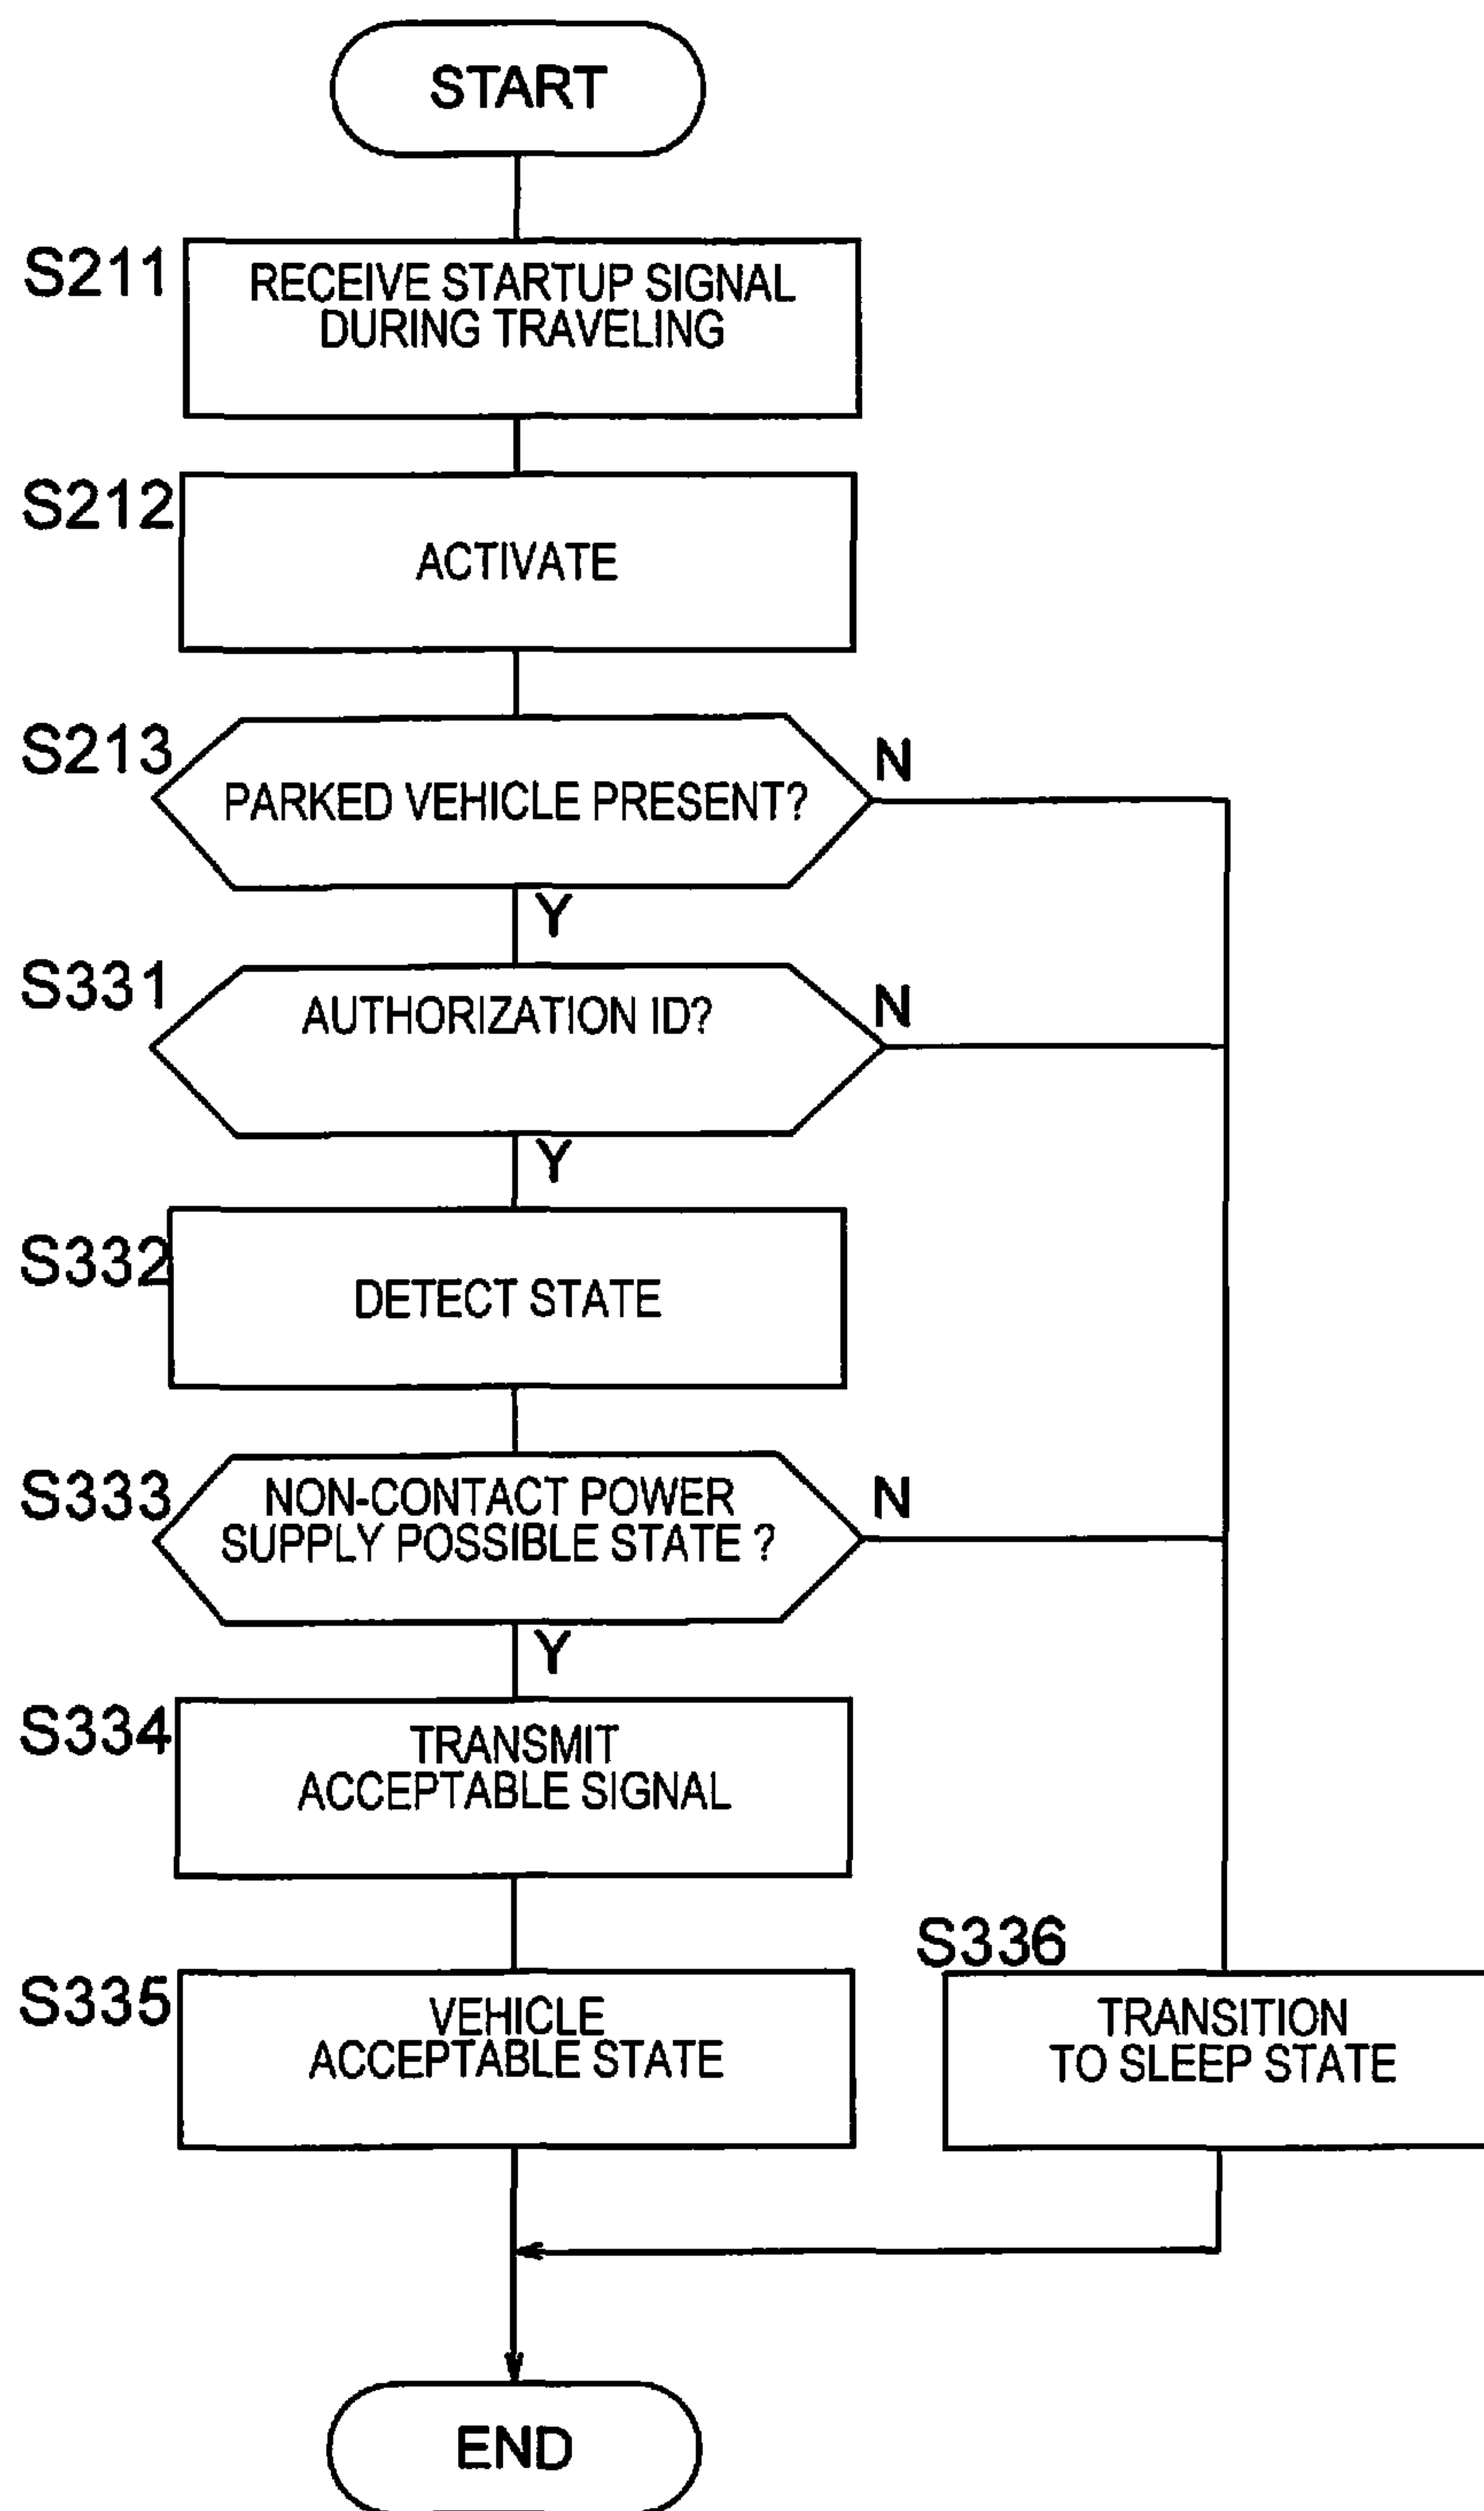 START
S211
RECEIVE STARTUP SIGNAL
DURING TRAVELING
S212
ACTIVATE
S213
PARKED VEHICLE PRESENT?
N
Y
S331
AUTHORIZATION ID?
N
Y
S332
DETECT STATE
S333
NON-CONTACT POWER
SUPPLY POSSIBLE STATE ?
N
Y
S334
TRANSMIT
ACCEPTABLE SIGNAL
S335
VEHICLE
ACCEPTABLE STATE
S336
TRANSITION
TO SLEEP STATE
END